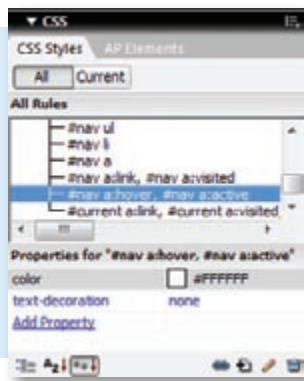 CSS
CSS Styles AP Elements
All Current
All Rules
#nav ul
#nav li
#nav a
#nav a:link, #nav a:visited
#nav a:hover, #nav a:active
#current a:link, #current a:visited
Properties for "#nav a:hover, #nav a:active"
color #FFFFFF
text-decoration none
Add Property